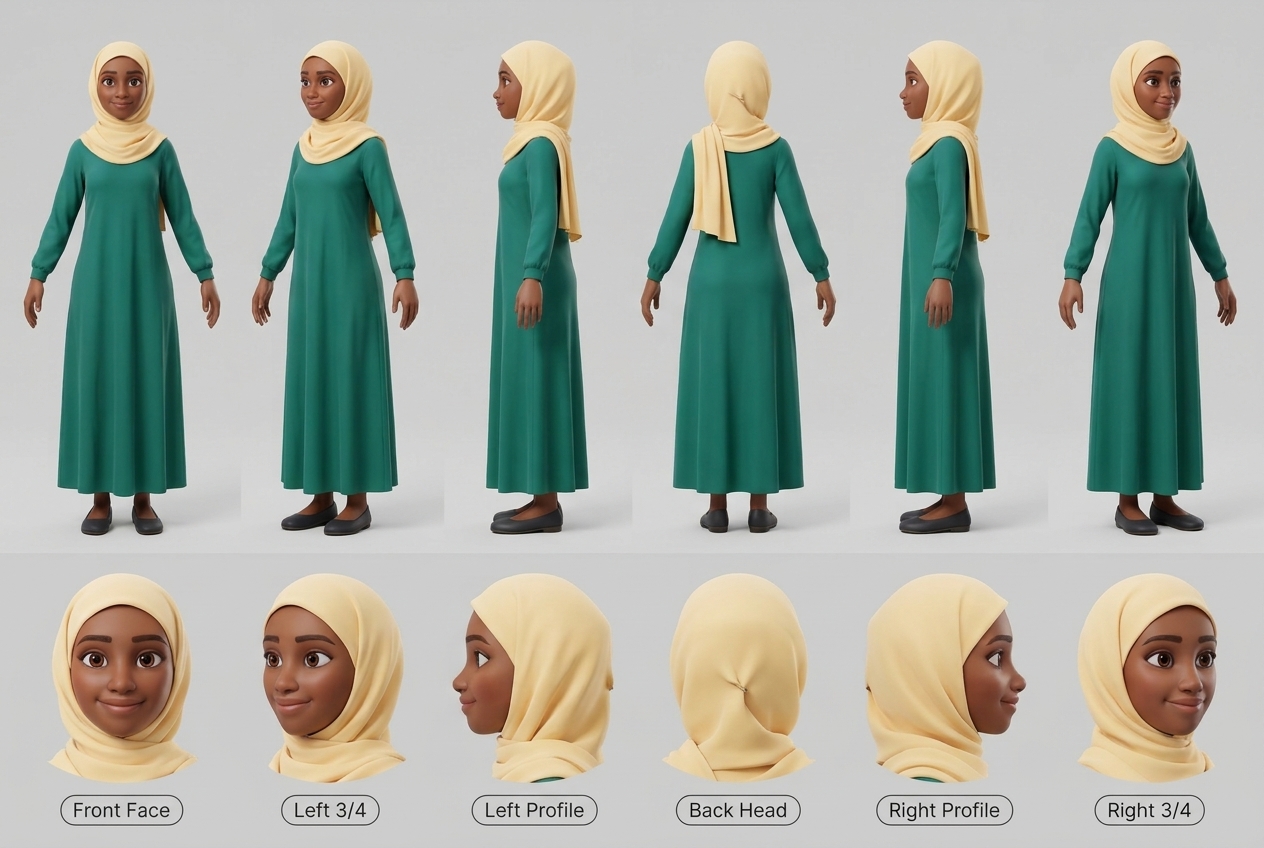 Front Face
Left 3/4
Left Profile
Back Head
Right Profile
Right 3/4